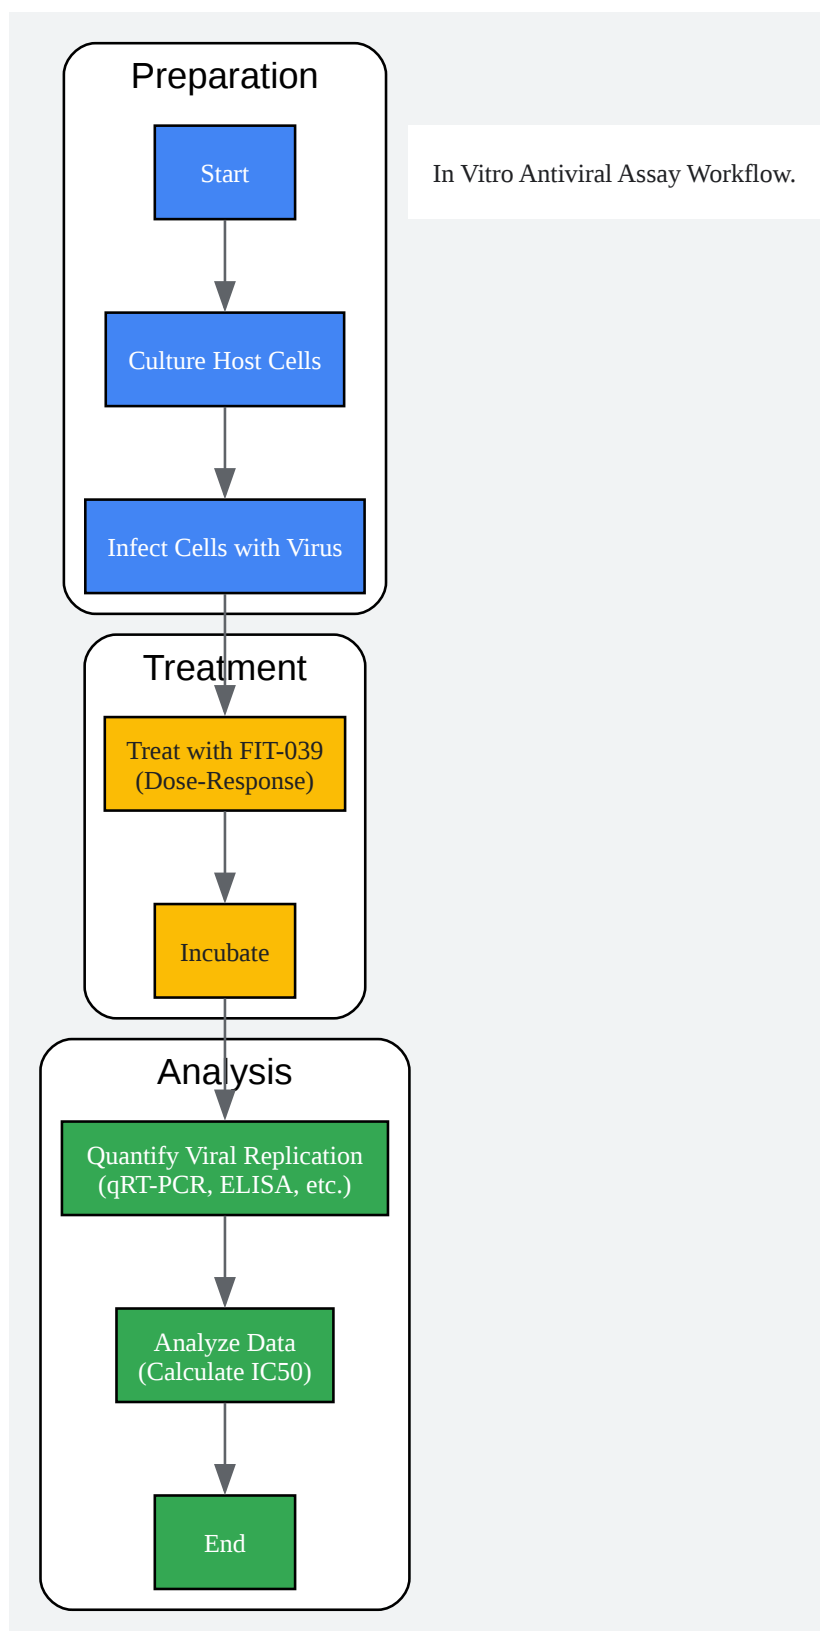 Preparation
Start
In Vitro Antiviral Assay Workflow.
Culture Host Cells
Infect Cells with Virus
Treatment
Treat with FIT-039
(Dose-Response)
Incubate
Analysis
Quantify Viral Replication
(qRT-PCR, ELISA, etc.)
Analyze Data
(Calculate IC50)
End